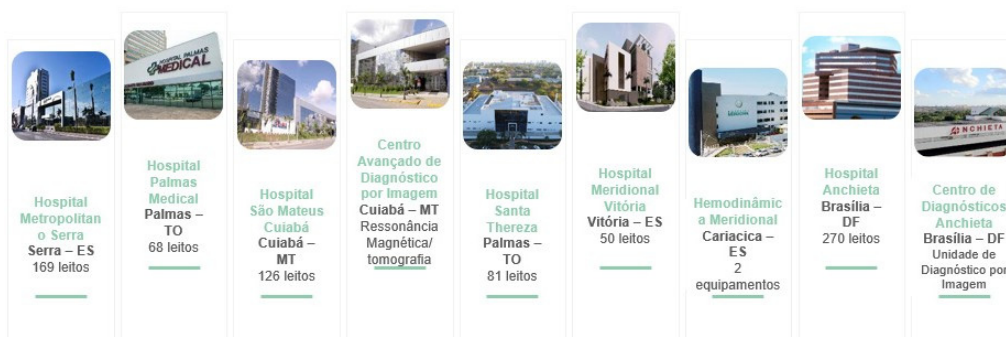 Hospital
Metropolitan
o Serra
Serra – ES
169 leitos
HOSPITAL PALMAS
MEDICAL
Hospital
Palmas
Medical
Palmas –
TO
68 leitos
Hospital
São Mateus
Cuiabá
Cuiabá –
MT
126 leitos
Centro
Avançado de
Diagnóstico
por Imagem
Cuiabá – MT
Ressonância
Magnética/
tomografia
Hospital
Santa
Thereza
Palmas –
TO
81 leitos
Hospital
Meridional
Vitória
Vitória – ES
50 leitos
Hemodinâmic
a Meridional
Cariacica –
ES
2
equipamentos
Hospital
Anchieta
Brasília –
DF
270 leitos
ANCHIETA
Centro de
Diagnósticos
Anchieta
Brasília – DF
Unidade de
Diagnóstico por
Imagem